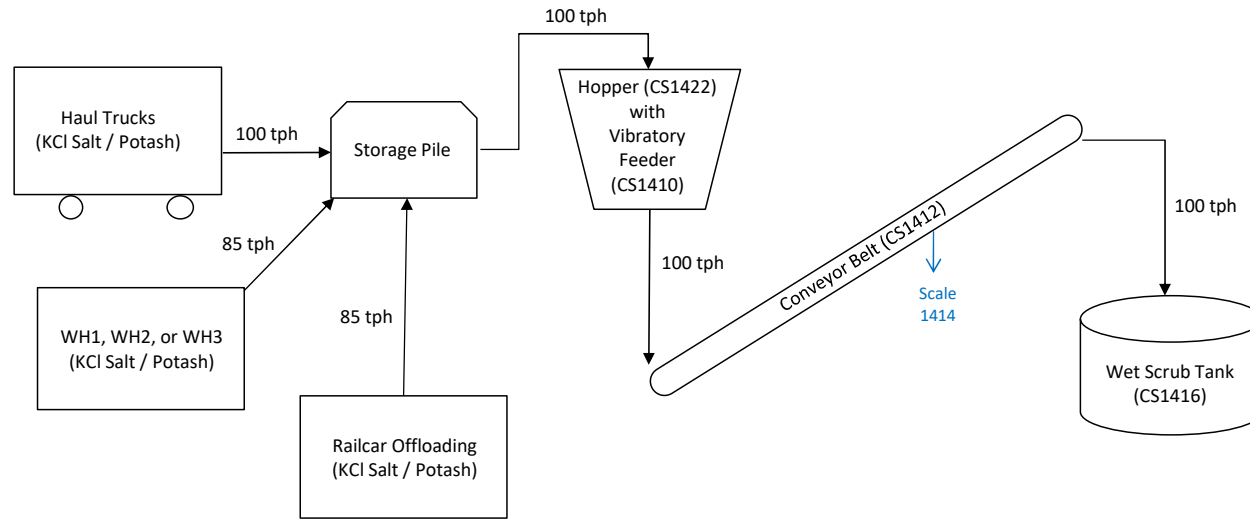 100 tph
Haul Trucks
(KCl Salt / Potash)
100 tph
Storage Pile
Hopper (CS1422)
with
Vibratory
Feeder
(CS1410)
85 tph
100 tph
Conveyor Belt (CS1412)
Scale
1414
100 tph
WH1, WH2, or WH3
(KCl Salt / Potash)
85 tph
Railcar Offloading
(KCl Salt / Potash)
Wet Scrub Tank
(CS1416)